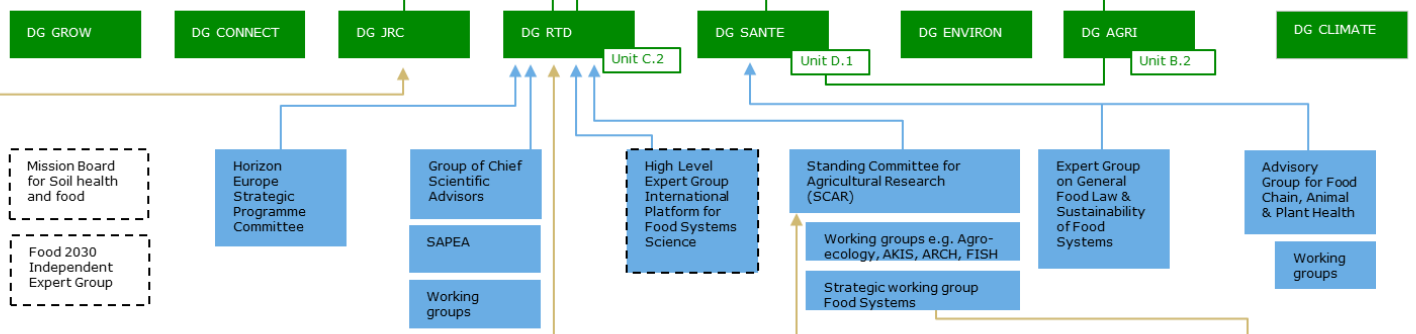 DG GROW
DG CONNECT
DG JRC
DG RTD
Unit C.2
DG SANTE
Unit D.1
DG ENVIRON
DG AGRI
Unit B.2
DG CLIMATE
Mission Board
for Soil health
and food
Food 2030
Independent
Expert Group
Horizon
Europe
Strategic
Programme
Committee
Group of Chief
Scientific
Advisors
SAPEA
Working
groups
High Level
Expert Group
International
Platform for
Food Systems
Science
Standing Committee for
Agricultural Research
(SCAR)
Working groups e.g. Agro-
ecology, AKIS, ARCH, FISH
Strategic working group
Food Systems
Expert Group
on General
Food Law &
Sustainability
of Food
Systems
Advisory
Group for Food
Chain, Animal
& Plant Health
Working
groups